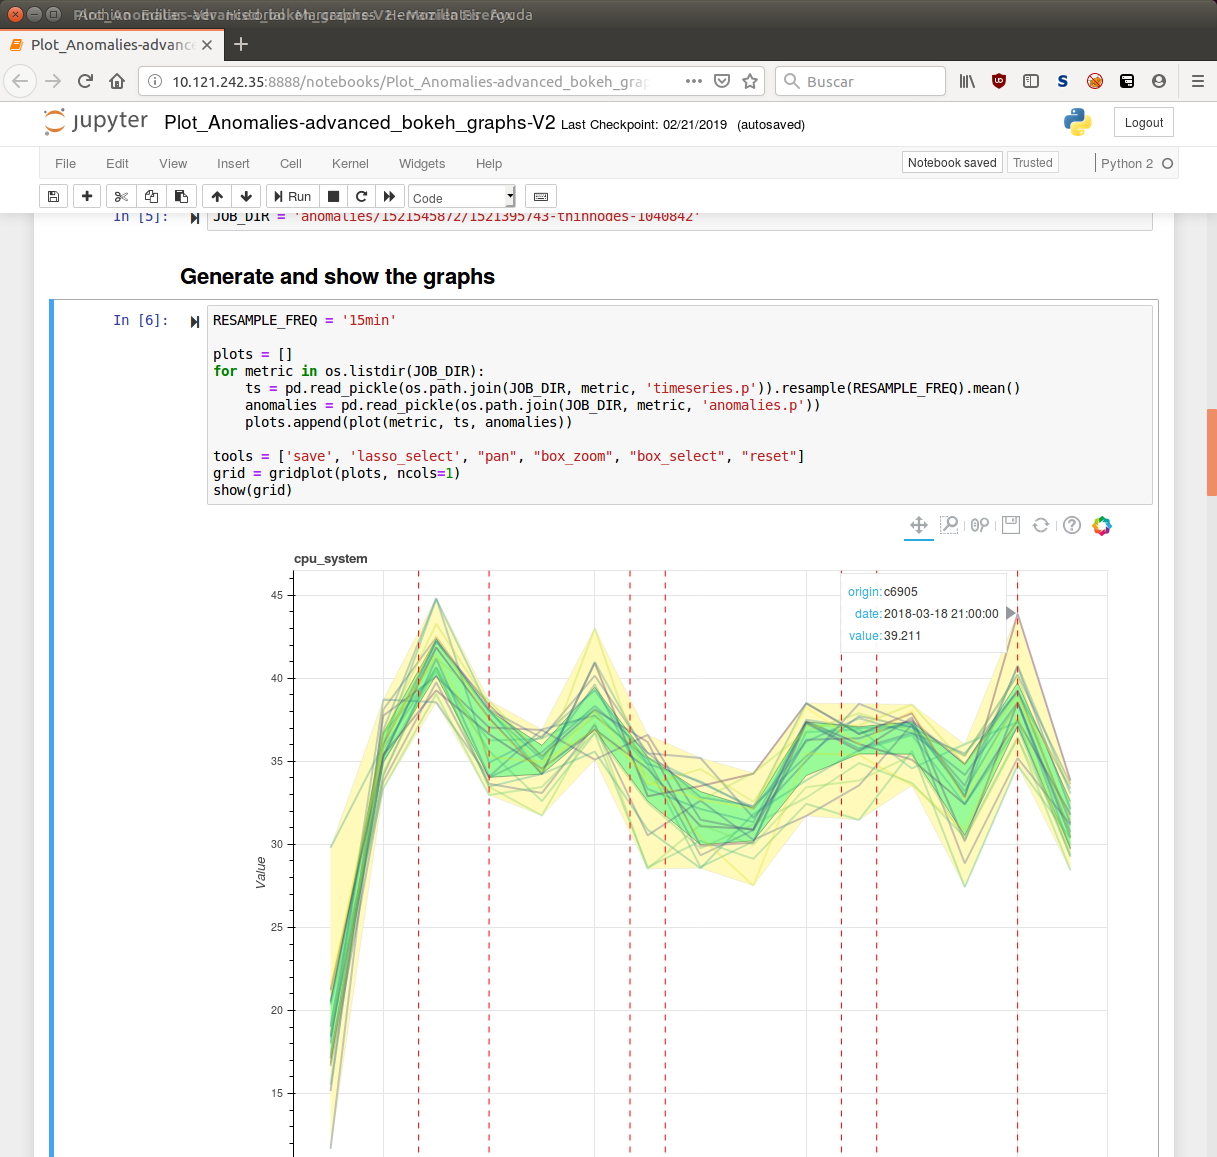 Plot_Anomalies-advance
10.121.242.35:8888/notebooks/Plot_Anomalies-advanced_bokeh_grap
Buscar
jupyter Plot_Anomalies-advanced_bokeh_graphs-V2 Last Checkpoint: 02/21/2019 (autosaved)
Logout
File Edit View Insert Cell Kernel Widgets Help
Notebook saved Trusted Python 2
Run Code
In [5]: JOB_DIR = 'anomalies/1521545872/1521395743-thinnodes-1040842'
Generate and show the graphs
In [6]: RESAMPLE_FREQ = '15min'
plots = []
for metric in os.listdir(JOB_DIR):
    ts = pd.read_pickle(os.path.join(JOB_DIR, metric, 'timeseries.p')).resample(RESAMPLE_FREQ).mean()
    anomalies = pd.read_pickle(os.path.join(JOB_DIR, metric, 'anomalies.p'))
    plots.append(plot(metric, ts, anomalies))
tools = ['save', 'lasso_select', "pan", "box_zoom", "box_select", "reset"]
grid = gridplot(plots, ncols=1)
show(grid)
cpu_system
origin: c6905
date: 2018-03-18 21:00:00
value: 39.211
45
40
35
30
25
20
15
Value